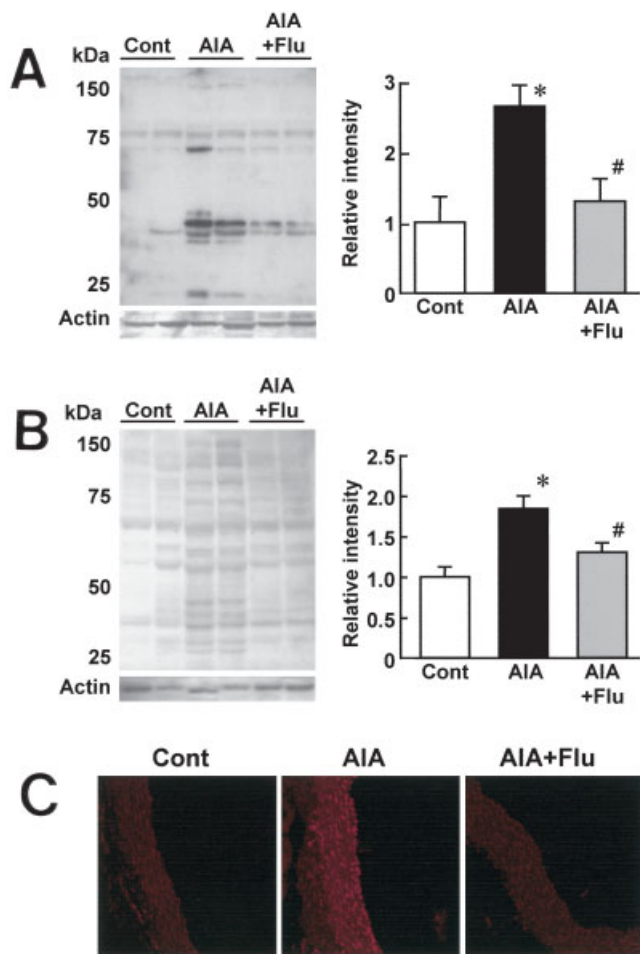 A
kDa
Cont
AIA
AIA
+Flu
150
75
50
25
Actin
Relative intensity
3
2
1
0
*
#
Cont
AIA
AIA
+Flu
B
kDa
Cont
AIA
AIA
+Flu
150
75
50
25
Actin
Relative intensity
2.5
2.0
1.5
1.0
0.5
0
*
#
Cont
AIA
AIA
+Flu
C
Cont
AIA
AIA+Flu